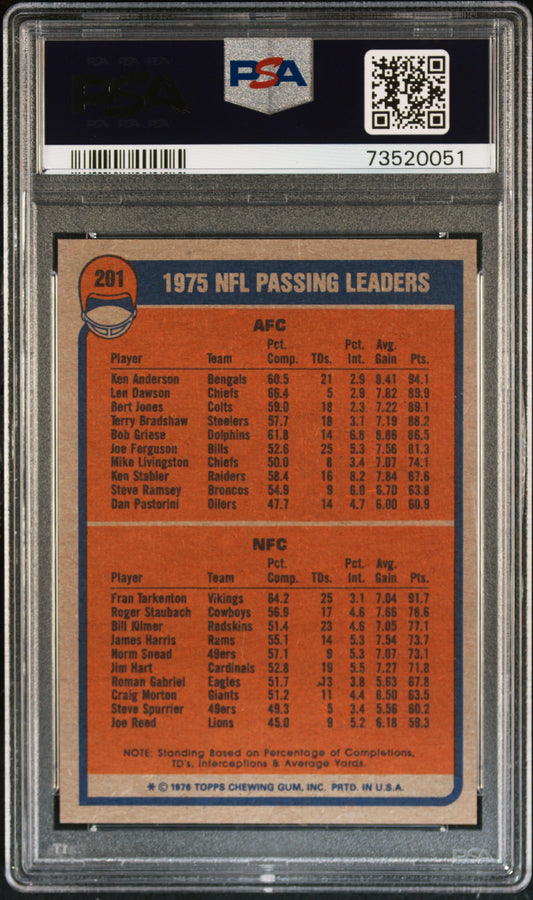 PSA
PSA PSA PSA
PSA
PSA PSA PSA
73520051
201
1975 NFL PASSING LEADERS
AFC
Pct. Pct. Avg.
Player Team Comp. TDs. Int. Gain Pts.
Ken Anderson Bengals 60.5 21 2.9 8.41 94.1
Len Dawson Chiefs 66.4 5 2.9 7.82 89.9
Bert Jones Colts 59.0 18 2.3 7.22 89.1
Terry Bradshaw Steelers 57.7 18 3.1 7.19 88.2
Bob Griese Dolphins 61.8 14 6.8 8.86 86.5
Joe Ferguson Bills 52.6 25 5.3 7.56 81.3
Mike Livingston Chiefs 50.0 8 3.4 7.07 74.1
Ken Stabler Raiders 58.4 16 8.2 7.84 67.6
Steve Ramsey Broncos 54.9 9 6.0 6.70 63.8
Dan Pastorini Oilers 47.7 14 4.7 6.00 60.9
NFC
Pct. Pct. Avg.
Player Team Comp. TDs. Int. Gain Pts.
Fran Tarkenton Vikings 64.2 25 3.1 7.04 91.7
Roger Staubach Cowboys 56.9 17 4.6 7.66 78.6
Bill Kilmer Redskins 51.4 23 4.6 7.05 77.1
James Harris Rams 55.1 14 5.3 7.54 73.7
Norm Snead 49ers 57.1 9 5.3 7.07 73.1
Jim Hart Cardinals 52.8 19 5.5 7.27 71.8
Roman Gabriel Eagles 51.7 13 3.8 5.63 67.8
Craig Morton Giants 51.2 11 4.4 6.50 63.5
Steve Spurrier 49ers 49.3 5 3.4 5.56 60.2
Joe Reed Lions 45.0 9 5.2 6.18 59.3
NOTE: Standing Based on Percentage of Completions,
TD's, Interceptions & Average Yards.
* © 1976 TOPPS CHEWING GUM, INC. PRTD. IN U.S.A.
PSA